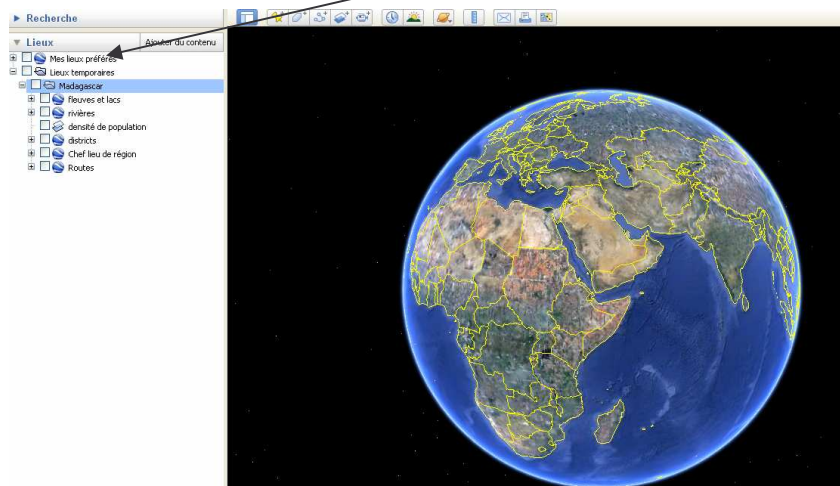 Recherche
Lieux
Ajouter du contenu
Mes lieux préférés
Lieux temporaires
Madagascar
fleuves et lacs
rivières
densité de population
districts
Chef lieu de région
Routes